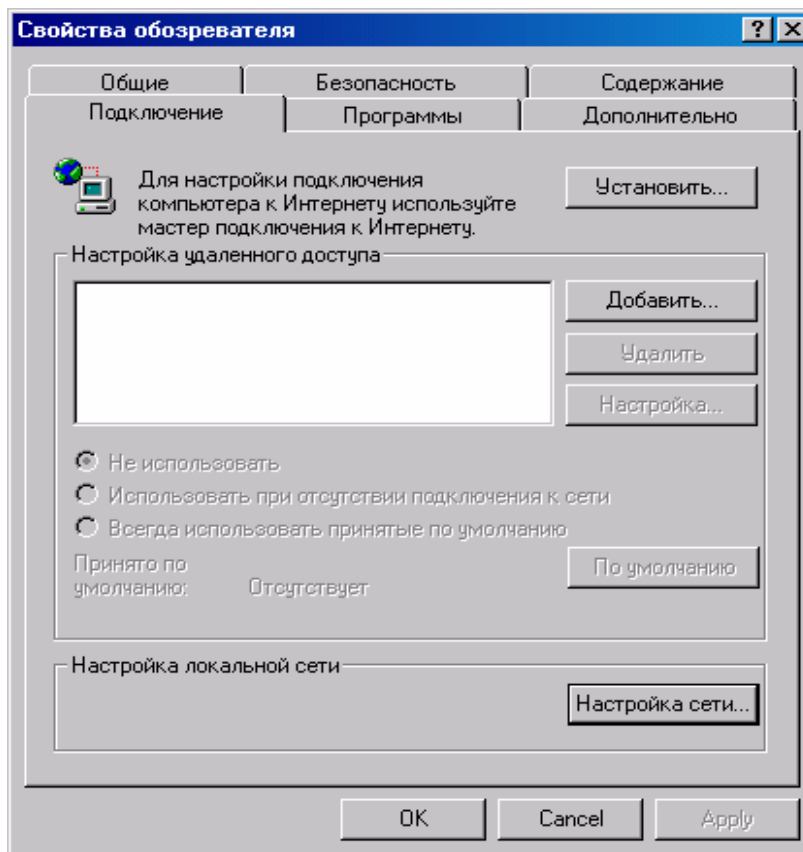 Свойства обозревателя
Общие
Безопасность
Содержание
Подключение
Программы
Дополнительно
Для настройки подключения
компьютера к Интернету используйте
мастер подключения к Интернету.
Установить...
Настройка удаленного доступа
Добавить...
Удалить
Настройка...
Не использовать
Использовать при отсутствии подключения к сети
Всегда использовать принятые по умолчанию
Принято по
умолчанию:
Отсутствует
По умолчанию
Настройка локальной сети
Настройка сети...
OK
Cancel
Apply